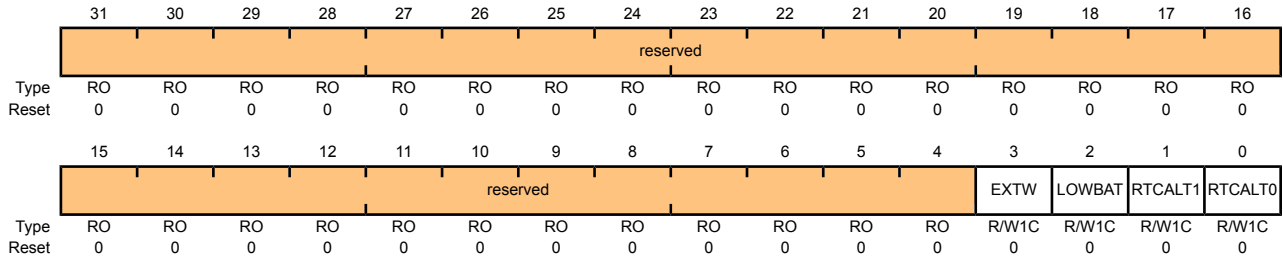 31 30 29 28 27 26 25 24 23 22 21 20 19 18 17 16
reserved
Type RO RO RO RO RO RO RO RO RO RO RO RO RO RO RO RO
Reset 0 0 0 0 0 0 0 0 0 0 0 0 0 0 0 0
15 14 13 12 11 10 9 8 7 6 5 4 3 2 1 0
reserved EXTW LOWBAT RTCALT1 RTCALT0
Type RO RO RO RO RO RO RO RO RO RO RO RO R/W1C R/W1C R/W1C R/W1C
Reset 0 0 0 0 0 0 0 0 0 0 0 0 0 0 0 0